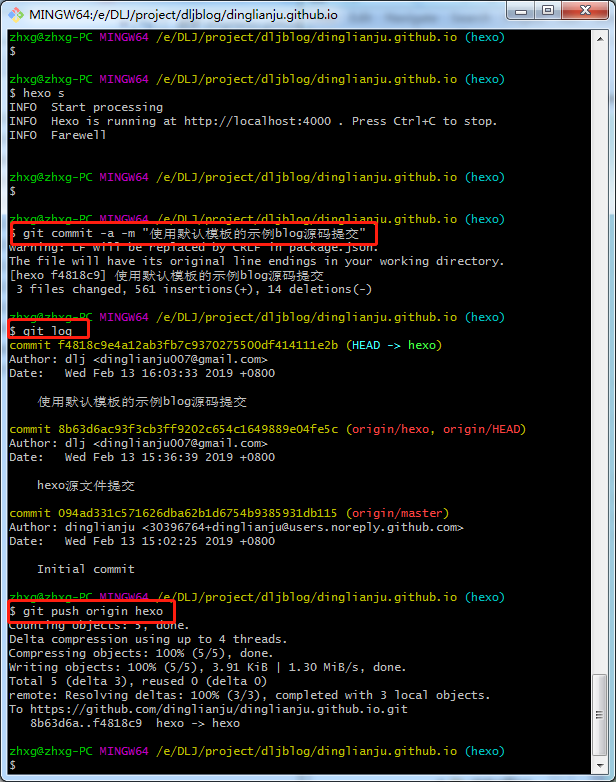 MINGW64:/e/DLJ/project/dljblog/dinglianju.github.io
zhxg@zhxg-PC MINGW64 /e/DLJ/project/dljblog/dinglianju.github.io (hexo)
$
zhxg@zhxg-PC MINGW64 /e/DLJ/project/dljblog/dinglianju.github.io (hexo)
$ hexo s
INFO  Start processing
INFO  Hexo is running at http://localhost:4000 . Press Ctrl+C to stop.
INFO  Farewell
zhxg@zhxg-PC MINGW64 /e/DLJ/project/dljblog/dinglianju.github.io (hexo)
$
zhxg@zhxg-PC MINGW64 /e/DLJ/project/dljblog/dinglianju.github.io (hexo)
$ git commit -a -m "使用默认模板的示例blog源码提交"
warning: LF will be replaced by CRLF in package.json.
The file will have its original line endings in your working directory.
[hexo f4818c9] 使用默认模板的示例blog源码提交
 3 files changed, 561 insertions(+), 14 deletions(-)
zhxg@zhxg-PC MINGW64 /e/DLJ/project/dljblog/dinglianju.github.io (hexo)
$ git log
commit f4818c9e4a12ab3fb7c9370275500df414111e2b (HEAD -> hexo)
Author: dlj <dinglianju007@gmail.com>
Date:   Wed Feb 13 16:03:33 2019 +0800
    使用默认模板的示例blog源码提交
commit 8b63d6ac93f3cb3ff9202c654c1649889e04fe5c (origin/hexo, origin/HEAD)
Author: dlj <dinglianju007@gmail.com>
Date:   Wed Feb 13 15:36:39 2019 +0800
    hexo源文件提交
commit 094ad331c571626dba62b1d6754b9385931db115 (origin/master)
Author: dinglianju <30396764+dinglianju@users.noreply.github.com>
Date:   Wed Feb 13 15:02:25 2019 +0800
    Initial commit
zhxg@zhxg-PC MINGW64 /e/DLJ/project/dljblog/dinglianju.github.io (hexo)
$ git push origin hexo
Counting objects: 5, done.
Delta compression using up to 4 threads.
Compressing objects: 100% (5/5), done.
Writing objects: 100% (5/5), 3.91 KiB | 1.30 MiB/s, done.
Total 5 (delta 3), reused 0 (delta 0)
remote: Resolving deltas: 100% (3/3), completed with 3 local objects.
To https://github.com/dinglianju/dinglianju.github.io.git
   8b63d6a..f4818c9  hexo -> hexo
zhxg@zhxg-PC MINGW64 /e/DLJ/project/dljblog/dinglianju.github.io (hexo)
$